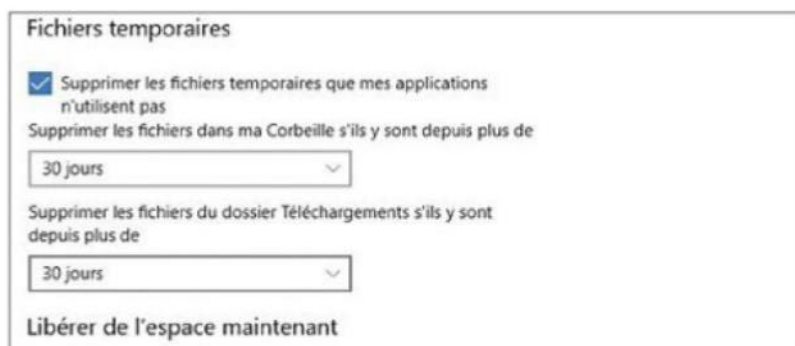 Fichiers temporaires
Supprimer les fichiers temporaires que mes applications
n'utilisent pas
Supprimer les fichiers dans ma Corbeille s'ils y sont depuis plus de
30 jours
Supprimer les fichiers du dossier Téléchargements s'ils y sont
depuis plus de
30 jours
Libérer de l'espace maintenant